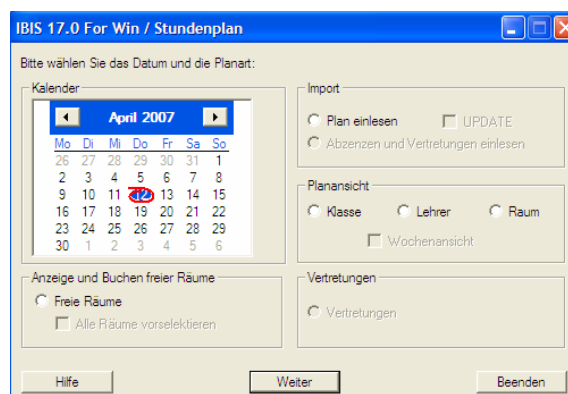 IBIS 17.0 For Win / Stundenplan
Bitte wählen Sie das Datum und die Planart:
Kalender
April 2007
Mo Di Mi Do Fr Sa So
26 27 28 29 30 31 1
2 3 4 5 6 7 8
9 10 11 12 13 14 15
16 17 18 19 20 21 22
23 24 25 26 27 28 29
30 1 2 3 4 5 6
Import
Plan einlesen UPDATE
Abzenzen und Vertretungen einlesen
Planansicht
Klasse Lehrer Raum
Wochenansicht
Anzeige und Buchen freier Räume
Freie Räume
Alle Räume vorselektieren
Vertretungen
Vertretungen
Hilfe Weiter Beenden